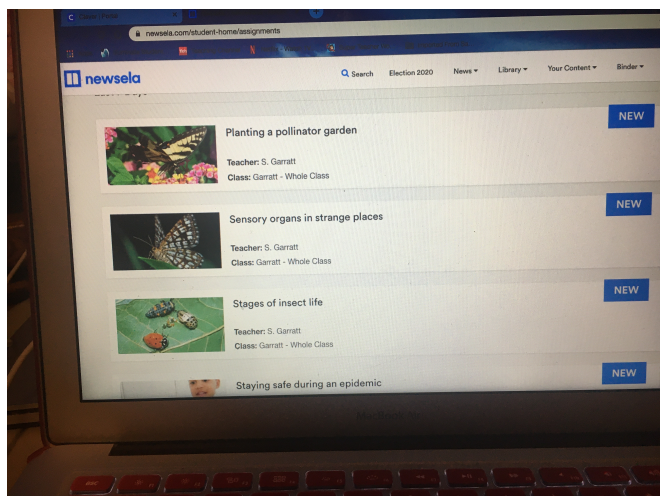 newsela.com/student-home/assignments
newsela
Search Election 2020 News Library Your Content Binder
NEW
Planting a pollinator garden
Teacher: S. Garratt
Class: Garratt - Whole Class
NEW
Sensory organs in strange places
Teacher: S. Garratt
Class: Garratt - Whole Class
NEW
Stages of insect life
Teacher: S. Garratt
Class: Garratt - Whole Class
NEW
Staying safe during an epidemic